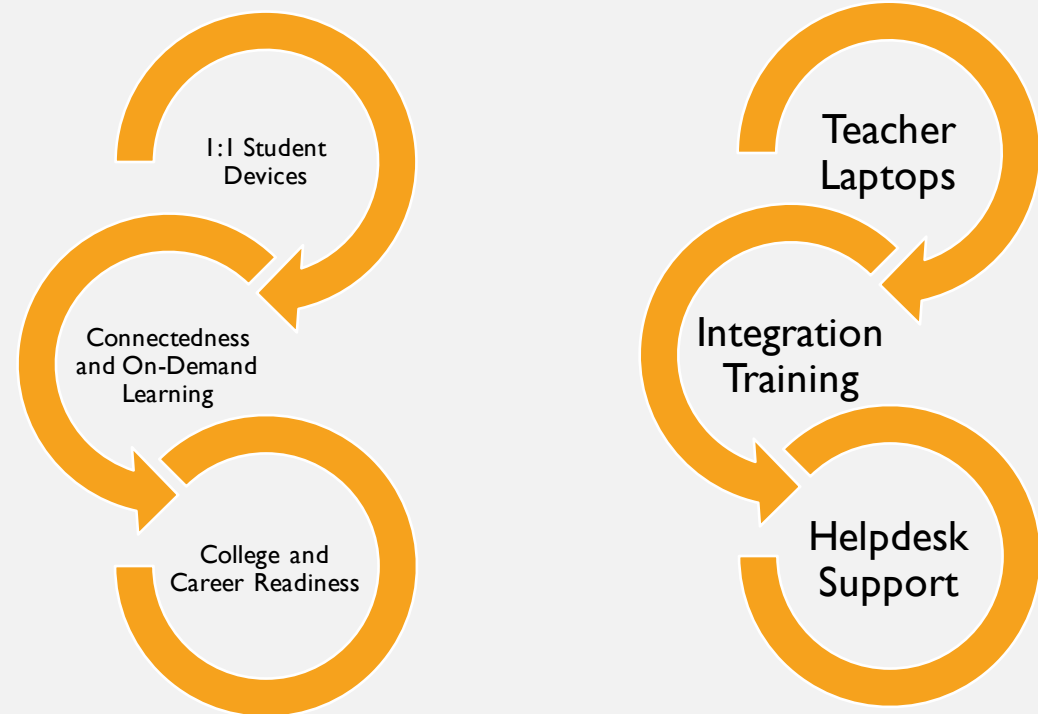 1:1 Student
Devices
Connectedness
and On-Demand
Learning
College and
Career Readiness
Teacher
Laptops
Integration
Training
Helpdesk
Support